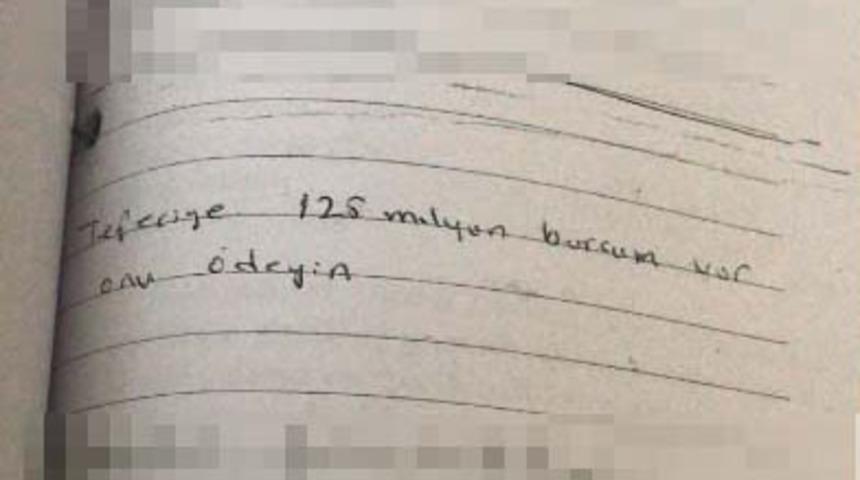 Tefeciye 125 milyon borcum var
onu ödeyin